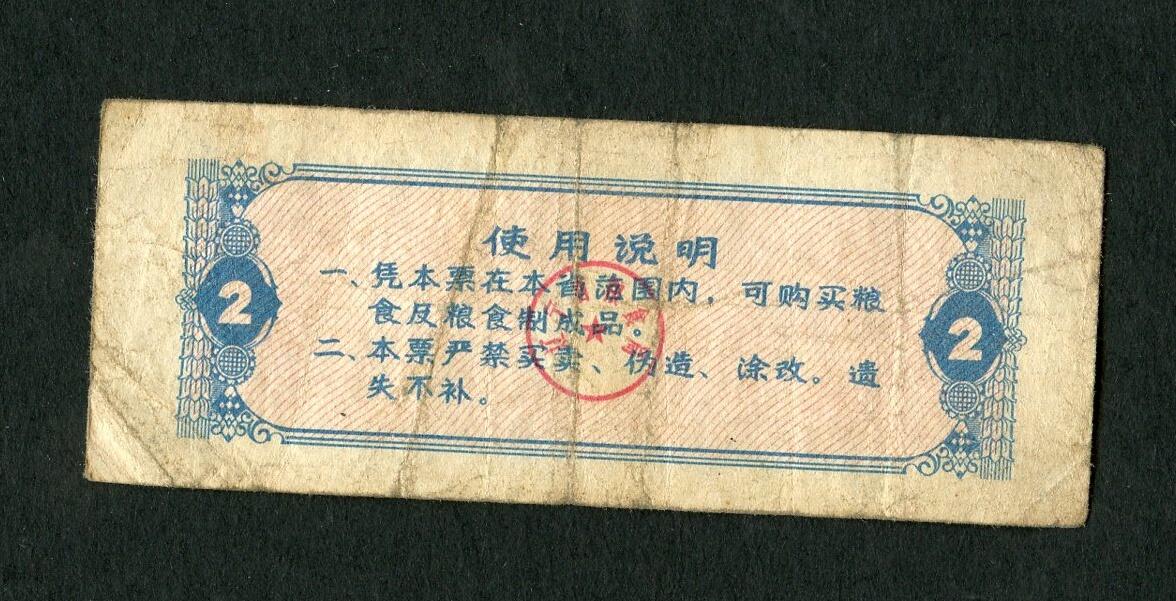 使用说明
一、凭本票在本省范围内，可购买粮
食及粮食制成品。
二、本票严禁买卖、伪造、涂改。遗
失不补。
2
2